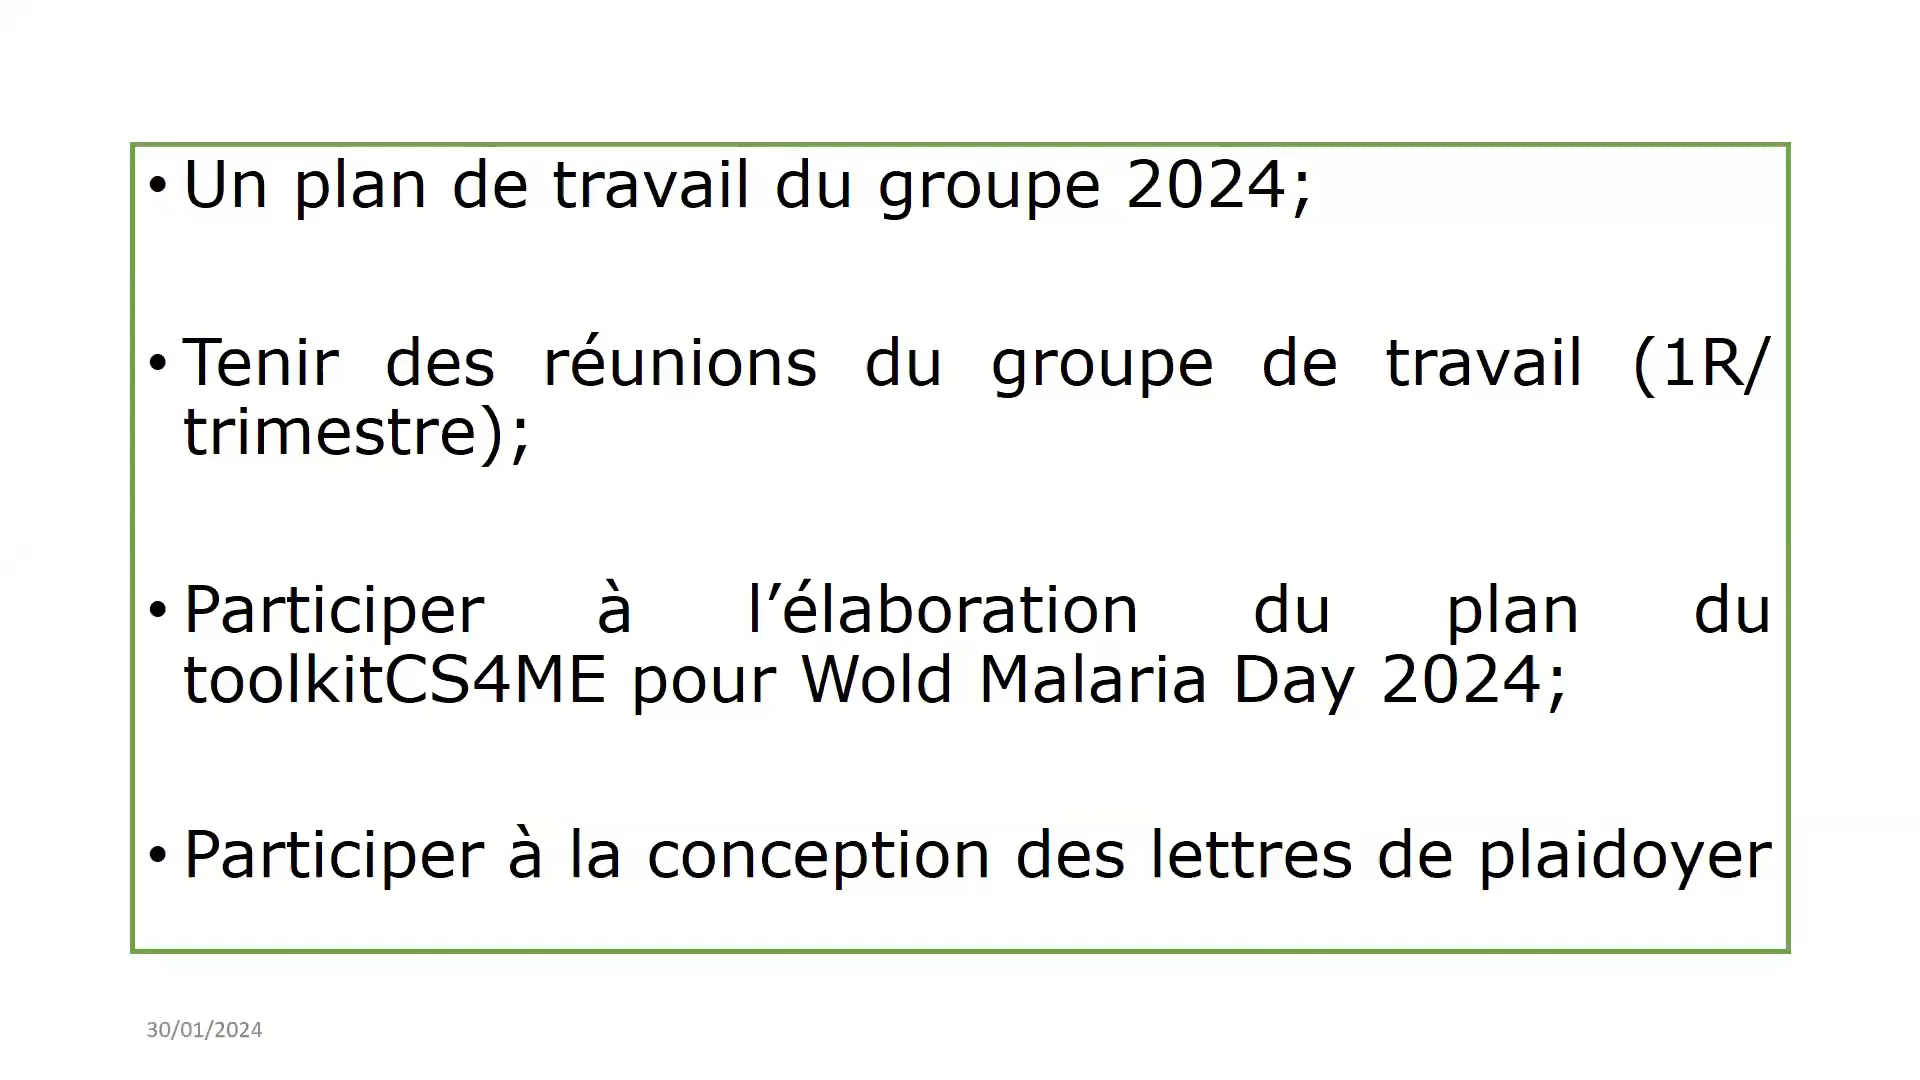 • Un plan de travail du groupe 2024;
• Tenir des réunions du groupe de travail (1R/
trimestre);
• Participer à l’élaboration du plan du
toolkitCS4ME pour Wold Malaria Day 2024;
• Participer à la conception des lettres de plaidoyer
30/01/2024